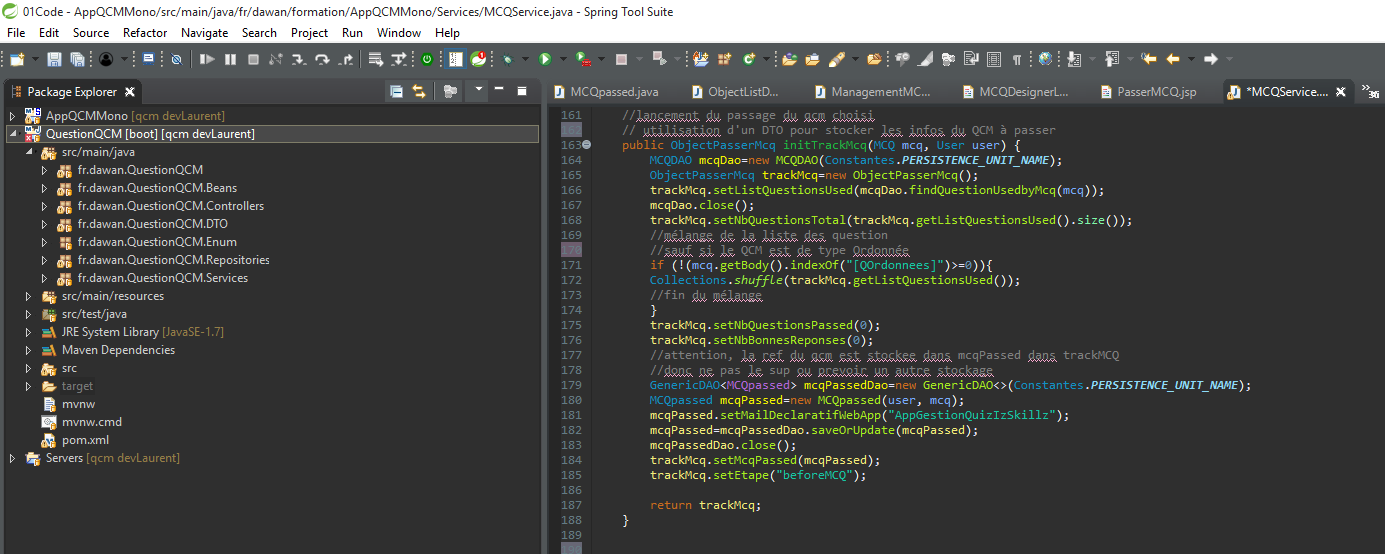 01Code - AppQCMMono/src/main/java/fr/dawan/formation/AppQCMMono/Services/MCQService.java - Spring Tool Suite
File Edit Source Refactor Navigate Search Project Run Window Help
Package Explorer
AppQCMMono [qcm devLaurent]
QuestionQCM [boot] [qcm devLaurent]
src/main/java
fr.dawan.QuestionQCM
fr.dawan.QuestionQCM.Beans
fr.dawan.QuestionQCM.Controllers
fr.dawan.QuestionQCM.DTO
fr.dawan.QuestionQCM.Enum
fr.dawan.QuestionQCM.Repositories
fr.dawan.QuestionQCM.Services
src/main/resources
src/test/java
JRE System Library [JavaSE-1.7]
Maven Dependencies
src
target
mvnw
mvnw.cmd
pom.xml
Servers [qcm devLaurent]
MCQpassed.java ObjectListD... ManagementMC... MCQDesignerL... PasserMCQ.jsp *MCQService.... »36
161 //lancement du passage du qcm choisi
162 // utilisation d'un DTO pour stocker les infos du QCM à passer
163 public ObjectPasserMcq initTrackMcq(MCQ mcq, User user) {
164 MCQDAO mcqDao=new MCQDAO(Constantes.PERSISTENCE_UNIT_NAME);
165 ObjectPasserMcq trackMcq=new ObjectPasserMcq();
166 trackMcq.setListQuestionsUsed(mcqDao.findQuestionUsedbyMcq(mcq));
167 mcqDao.close();
168 trackMcq.setNbQuestionsTotal(trackMcq.getListQuestionsUsed().size());
169 //mélange de la liste des question
170 //sauf si le QCM est de type Ordonnée
171 if (!(mcq.getBody().indexOf("[QOrdonnees]")>=0)){
172 Collections.shuffle(trackMcq.getListQuestionsUsed());
173 //fin du mélange
174 }
175 trackMcq.setNbQuestionsPassed(0);
176 trackMcq.setNbBonnesReponses(0);
177 //attention, la ref du qcm est stockee dans mcqPassed dans trackMCQ
178 //donc ne pas le sup ou prevoir un autre stockage
179 GenericDAO<MCQpassed> mcqPassedDao=new GenericDAO<>(Constantes.PERSISTENCE_UNIT_NAME);
180 MCQpassed mcqPassed=new MCQpassed(user, mcq);
181 mcqPassed.setMailDeclaratifWebApp("AppGestionQuizIzSkillz");
182 mcqPassed=mcqPassedDao.saveOrUpdate(mcqPassed);
183 mcqPassedDao.close();
184 trackMcq.setMcqPassed(mcqPassed);
185 trackMcq.setEtape("beforeMCQ");
186
187 return trackMcq;
188 }
189